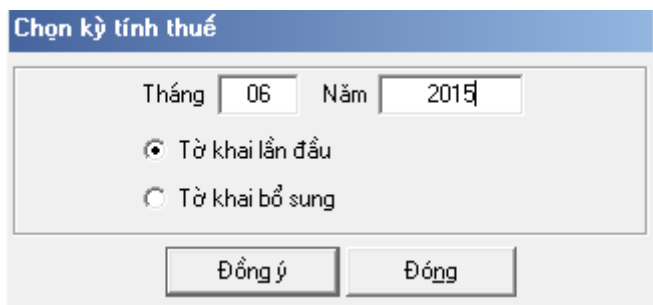 Chọn kỳ tính thuế
Tháng 06 Năm 2015
Tờ khai lần đầu
Tờ khai bổ sung
Đồng ý Đóng